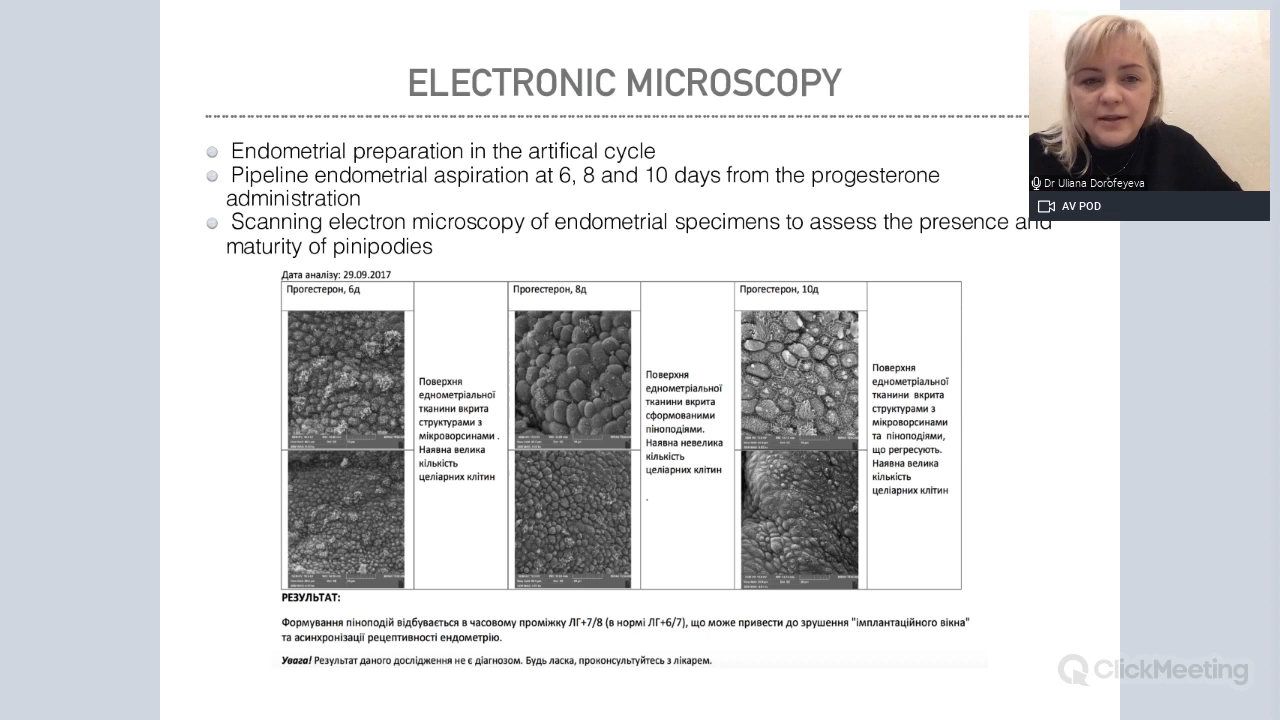 ELECTRONIC MICROSCOPY
Endometrial preparation in the artifical cycle
Pipeline endometrial aspiration at 6, 8 and 10 days from the progesterone
administration
Scanning electron microscopy of endometrial specimens to assess the presence and
maturity of pinipodies
Dr Uliana Dorofeyeva
AV POD
Дата аналізу: 29.09.2017
Прогестерон, 6д
Поверхня
еднометріальної
тканини вкрита
структурами з
мікроворсинами .
Наявна велика
кількість
целіарних клітин
Прогестерон, 8д
Поверхня
еднометріальної
тканини вкрита
сформованими
піноподіями.
Наявна невелика
кількість
целіарних клітин
.
Прогестерон, 10д
Поверхня
еднометріальної
тканини вкрита
структурами з
мікроворсинами
та піноподіями,
що регресують.
Наявна велика
кількість
целіарних клітин
РЕЗУЛЬТАТ:
Формування піноподій відбувається в часовому проміжку ЛГ+7/8 (в нормі ЛГ+6/7), що може привести до зрушення "імплантаційного вікна"
та асинхронізації рецептивності ендометрію.
Увага! Результат даного дослідження не є діагнозом. Будь ласка, проконсультуйтесь з лікарем.
ClickMeeting